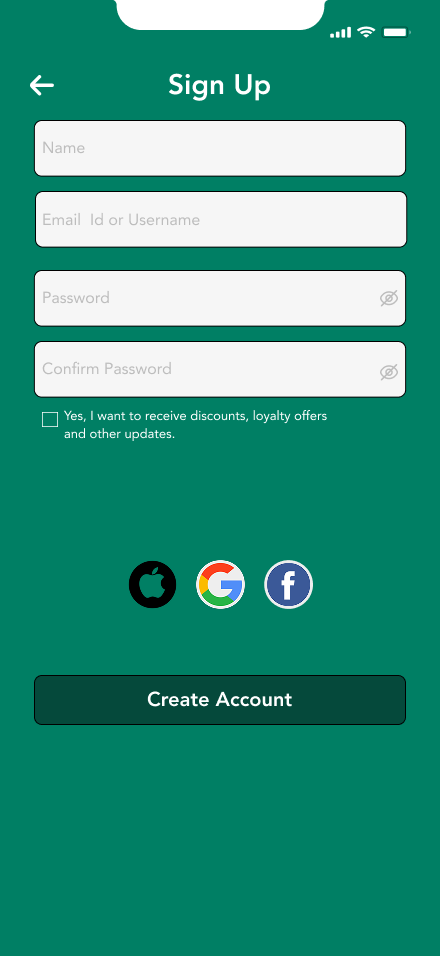 Sign Up
Name
Email  Id or Username
Password
Confirm Password
Yes, I want to receive discounts, loyalty offers
and other updates.
Create Account